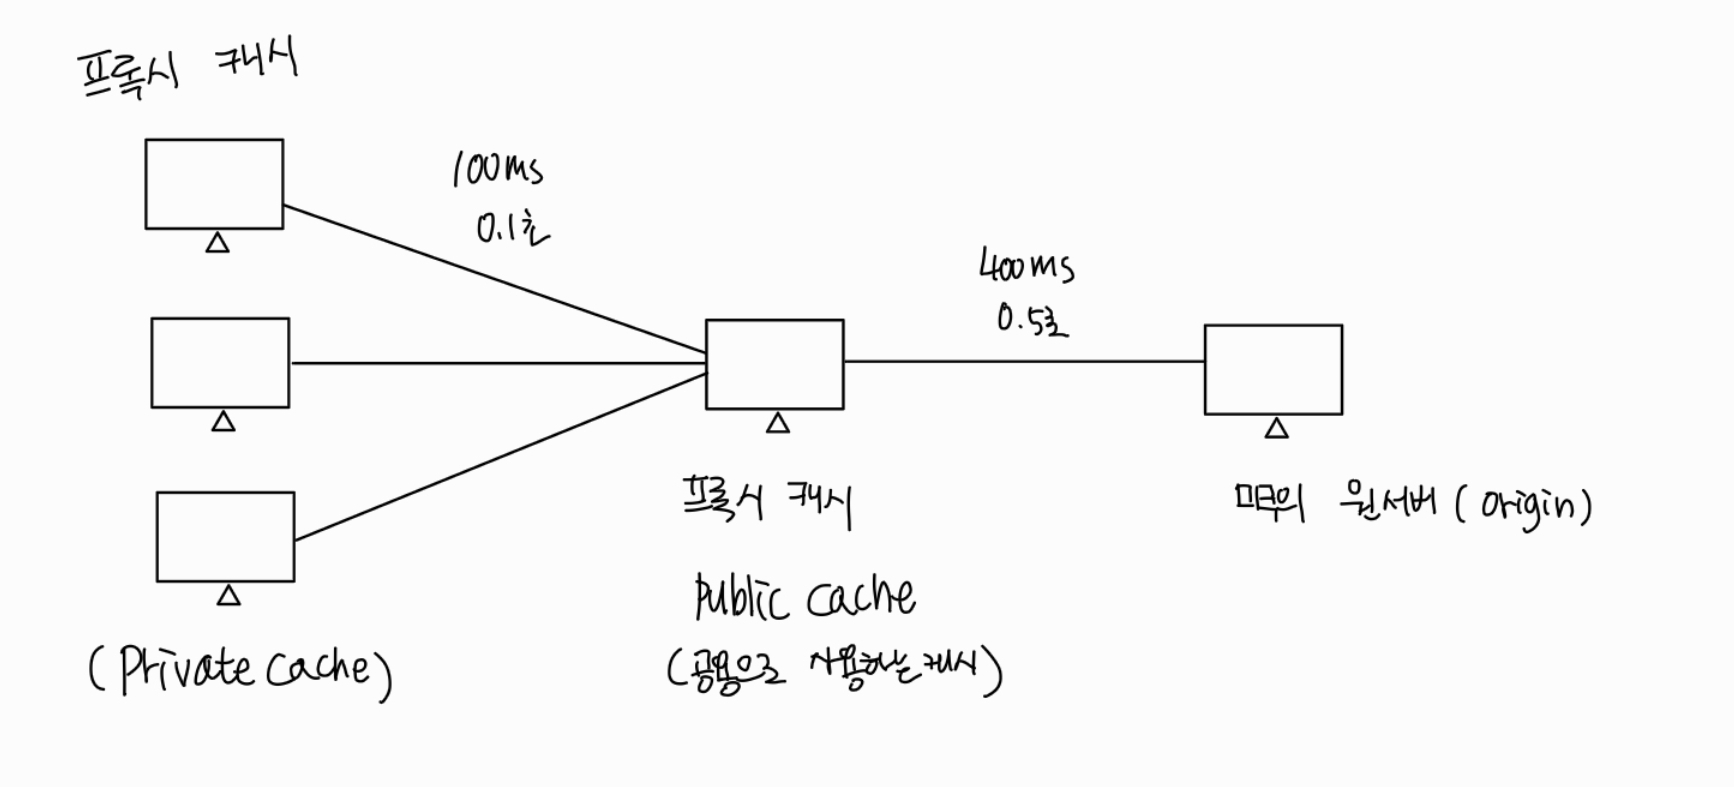 프록시 캐시
100ms
0.1초
400ms
0.5초
프록시 캐시
public cache
(공용으로 사용하는 캐시)
(Private cache)
미국의 원서버 (origin)